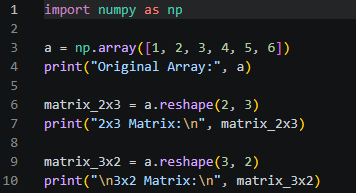 1 import numpy as np
2
3 a = np.array([1, 2, 3, 4, 5, 6])
4 print("Original Array:", a)
5
6 matrix_2x3 = a.reshape(2, 3)
7 print("2x3 Matrix:\n", matrix_2x3)
8
9 matrix_3x2 = a.reshape(3, 2)
10 print("\n3x2 Matrix:\n", matrix_3x2)